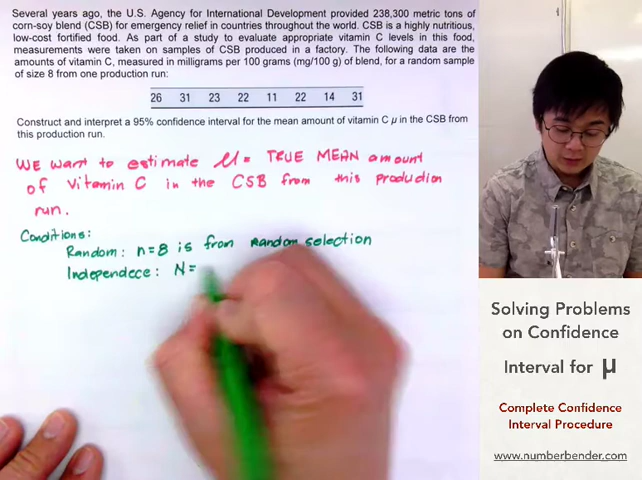 Several years ago, the U.S. Agency for International Development provided 238,300 metric tons of
corn-soy blend (CSB) for emergency relief in countries throughout the world. CSB is a highly nutritious,
low-cost fortified food. As part of a study to evaluate appropriate vitamin C levels in this food,
measurements were taken on samples of CSB produced in a factory. The following data are the
amounts of vitamin C, measured in milligrams per 100 grams (mg/100 g) of blend, for a random sample
of size 8 from one production run:
26 31 23 22 11 22 14 31
Construct and interpret a 95% confidence interval for the mean amount of vitamin C μ in the CSB from
this production run.
WE want to estimate μ = TRUE MEAN amount
of Vitamin C in the CSB from this production
run.
Conditions:
Random: n=8 is from random selection
Independece: N=
Solving Problems
on Confidence
Interval for μ
Complete Confidence
Interval Procedure
www.numberbender.com